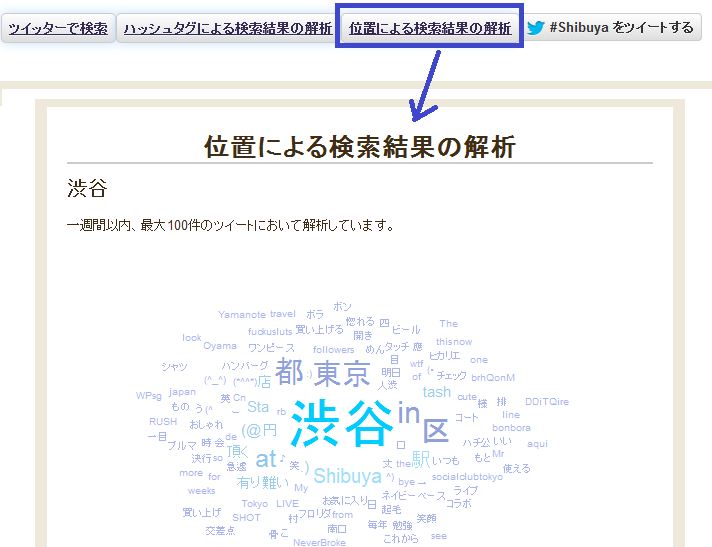 ツイッターで検索 ハッシュタグによる検索結果の解析 位置による検索結果の解析 #Shibuya をツイートする
位置による検索結果の解析
渋谷
一週間以内、最大100件のツイートにおいて解析しています。
ボン
Yamanote travel ボラ
惚れる 四 The
fuckusluts 買い上げる 開き ビール
look thisnow
Oyama ワンピース followers めん タッチ 應
目 ヒカリエ one
シャツ ハンバーグ 都 東京 :) 明日 wtf
(^_^) (*^^*) 店 人渋 of (* チェック brhQonM
WPsg japan 英 Cn tash cute
もの う (^ ー Sta rb 渋谷 in 区 様 排 DDiTQire
RUSH おしゃれ コート line
(@ 円 bonbora
一目 de 口 ハチ公 いい aqui
ブルマ 時 会 頂く
決行 so at ♪ 駅 いつも もと Mr
急遽 笑 .) 丈 the 使える
more for 有り難い Shibuya ^) bye ー socialclubtokyo
weeks My ネイビー ベース ライブ
Tokyo LIVE お気に入り 日 コラボ
買い上げ 起毛
SHOT 村 フロリダ from 笑顔
交差点 骨 こ 南口 毎年 勉強
これから see
NeverBroke